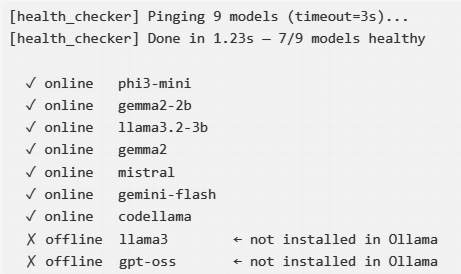 [health_checker] Pinging 9 models (timeout=3s)...
[health_checker] Done in 1.23s — 7/9 models healthy
✓ online phi3-mini
✓ online gemma2-2b
✓ online llama3.2-3b
✓ online gemma2
✓ online mistral
✓ online gemini-flash
✓ online codellama
✗ offline llama3 ← not installed in Ollama
✗ offline gpt-oss ← not installed in Ollama